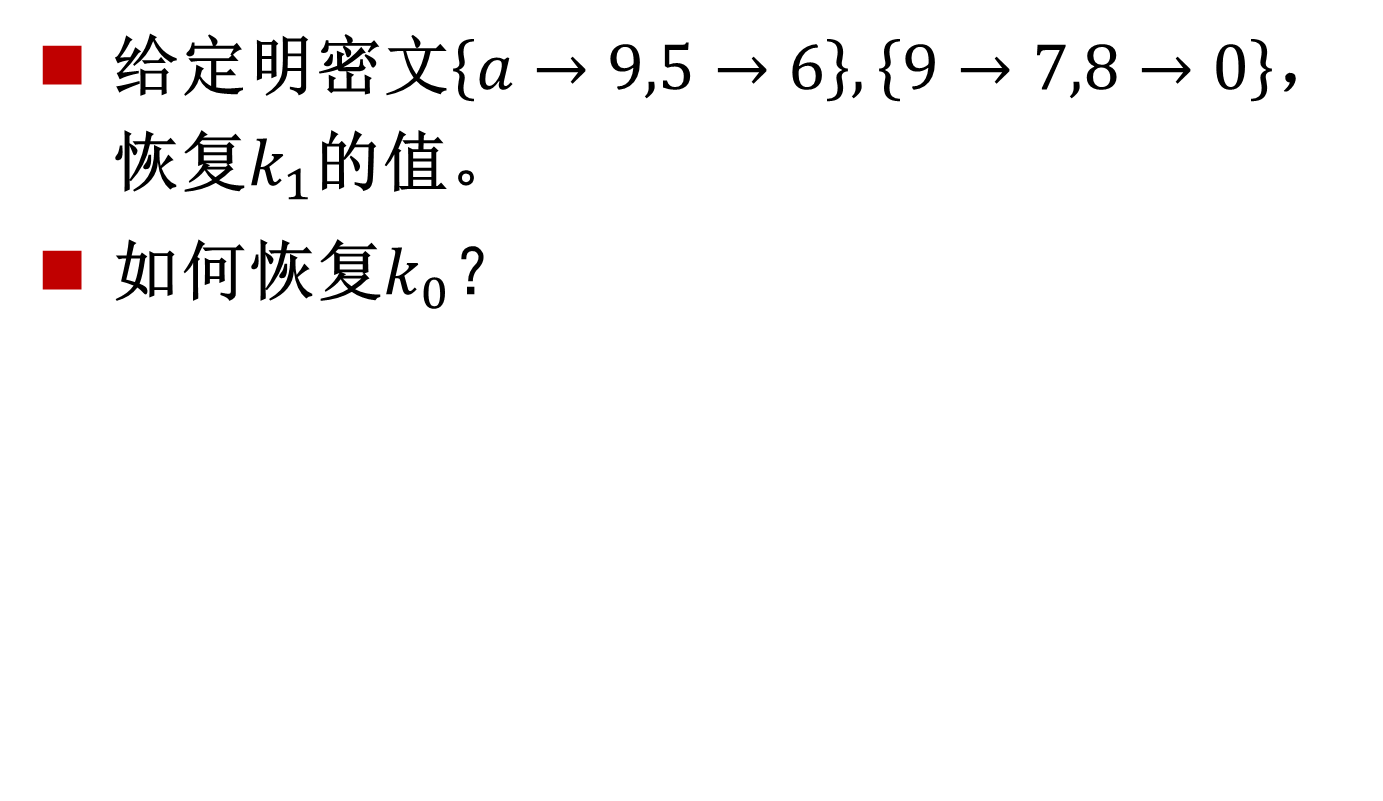 给定明密文{a → 9,5 → 6}, {9 → 7,8 → 0}，
恢复k₁的值。
如何恢复k₀？